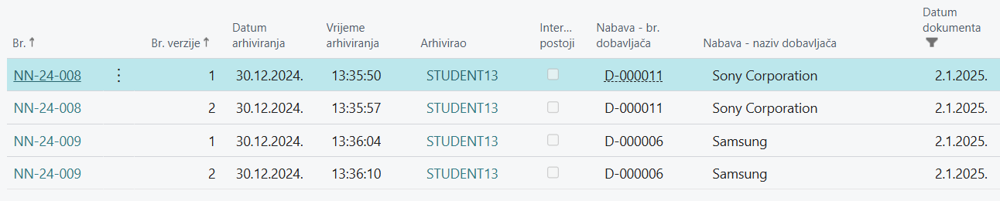 Br. ↑ Br. verzije ↑ Datum arhiviranja Vrijeme arhiviranja Arhivirao Inter... postoji Nabava - br. dobavljača Nabava - naziv dobavljača Datum dokumenta
NN-24-008 1 30.12.2024. 13:35:50 STUDENT13 D-000011 Sony Corporation 2.1.2025.
NN-24-008 2 30.12.2024. 13:35:57 STUDENT13 D-000011 Sony Corporation 2.1.2025.
NN-24-009 1 30.12.2024. 13:36:04 STUDENT13 D-000006 Samsung 2.1.2025.
NN-24-009 2 30.12.2024. 13:36:10 STUDENT13 D-000006 Samsung 2.1.2025.